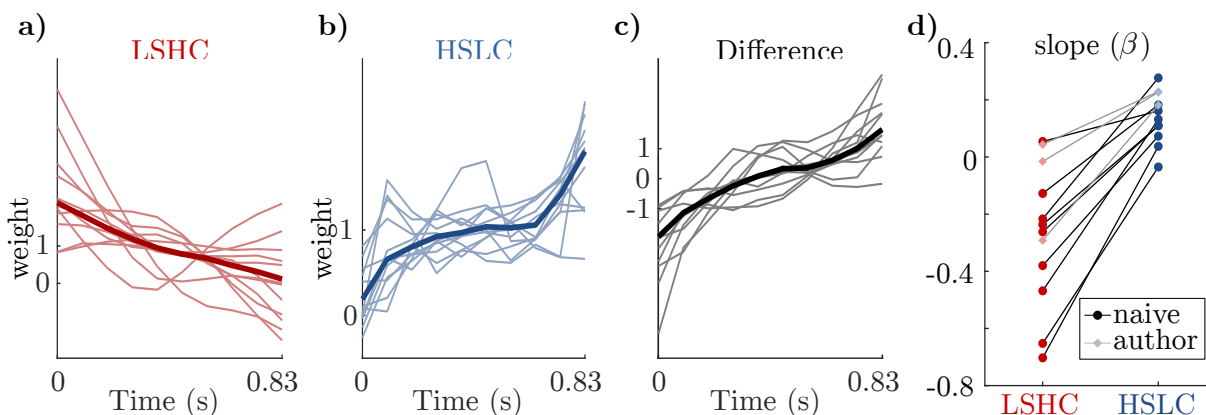 a)
LSHC
weight
1
0
0
0.83
Time (s)
b)
HSLC
weight
1
0
0
0.83
Time (s)
c)
Difference
1
0
-1
0
0.83
Time (s)
d)
slope (β)
0.4
0
-0.4
-0.8
naive
author
LSHC
HSLC